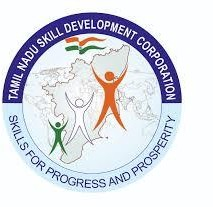 TAMIL NADU SKILL DEVELOPMENT CORPORATION
SKILLS FOR PROGRESS AND PROSPERITY